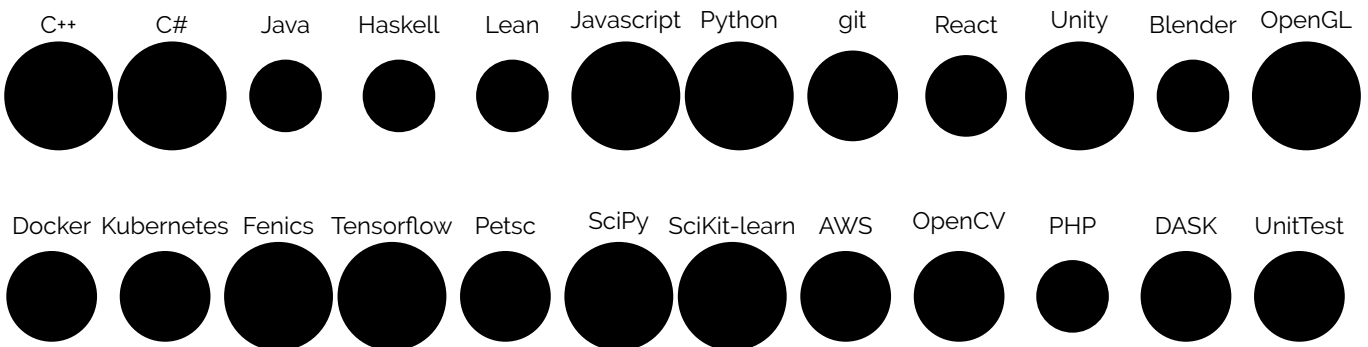 C++ C# Java Haskell Lean Javascript Python git React Unity Blender OpenGL
Docker Kubernetes Fenics Tensorflow Petsc SciPy SciKit-learn AWS OpenCV PHP DASK UnitTest